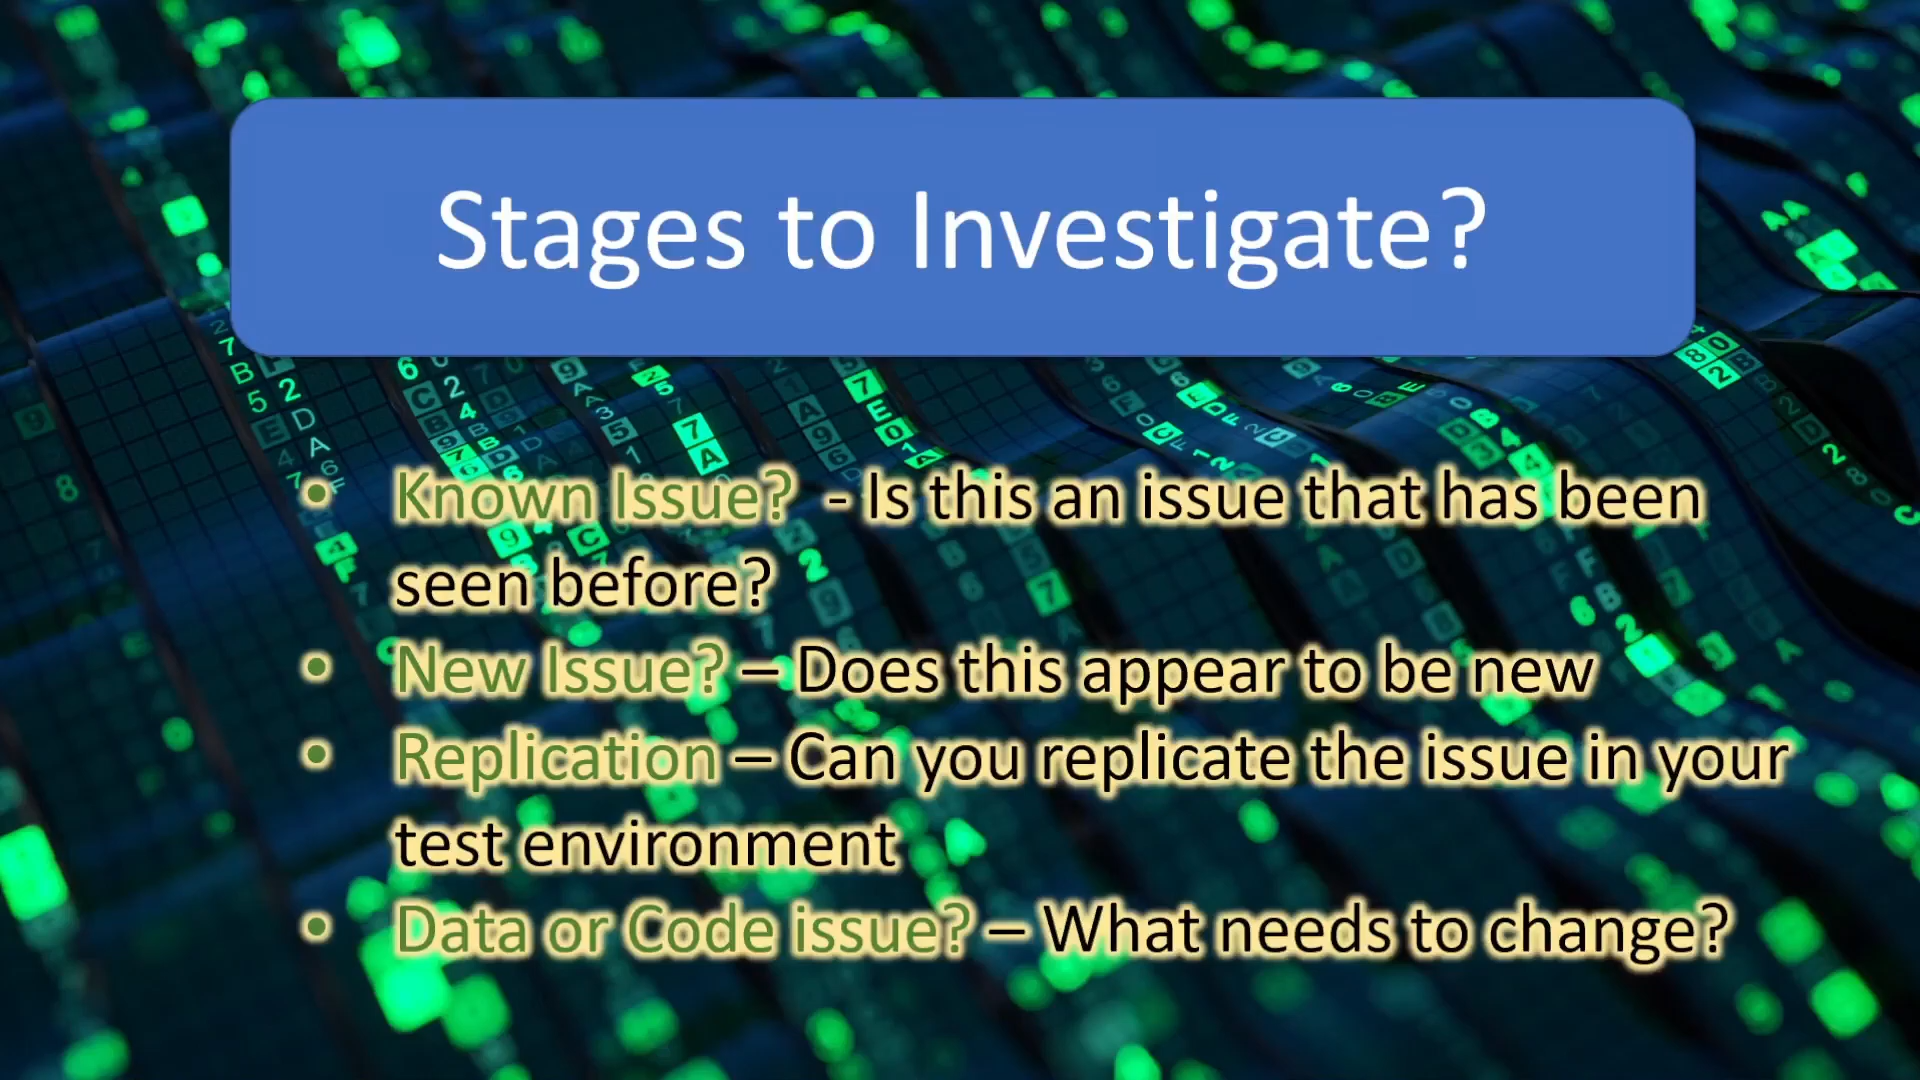 Stages to Investigate?
• Known Issue?  - Is this an issue that has been
seen before?
• New Issue? – Does this appear to be new
• Replication – Can you replicate the issue in your
test environment
• Data or Code issue? – What needs to change?